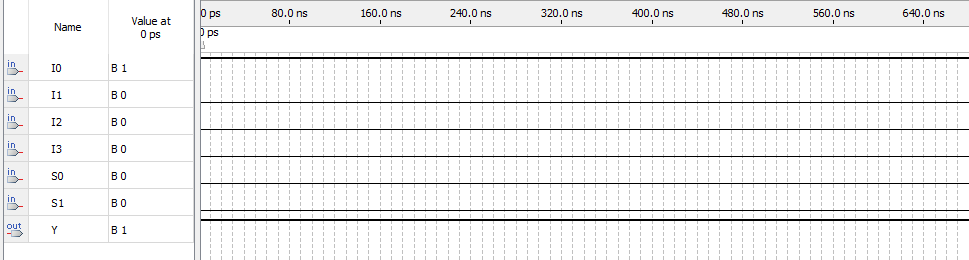 Name Value at 0 ps
0 ps 80.0 ns 160.0 ns 240.0 ns 320.0 ns 400.0 ns 480.0 ns 560.0 ns 640.0 ns
0 ps
in I0 B 1
in I1 B 0
in I2 B 0
in I3 B 0
in S0 B 0
in S1 B 0
out Y B 1